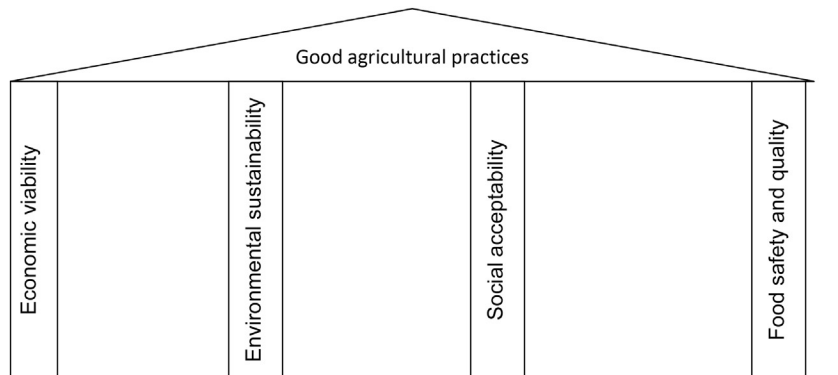 Good agricultural practices
Economic viability
Environmental sustainability
Social acceptability
Food safety and quality